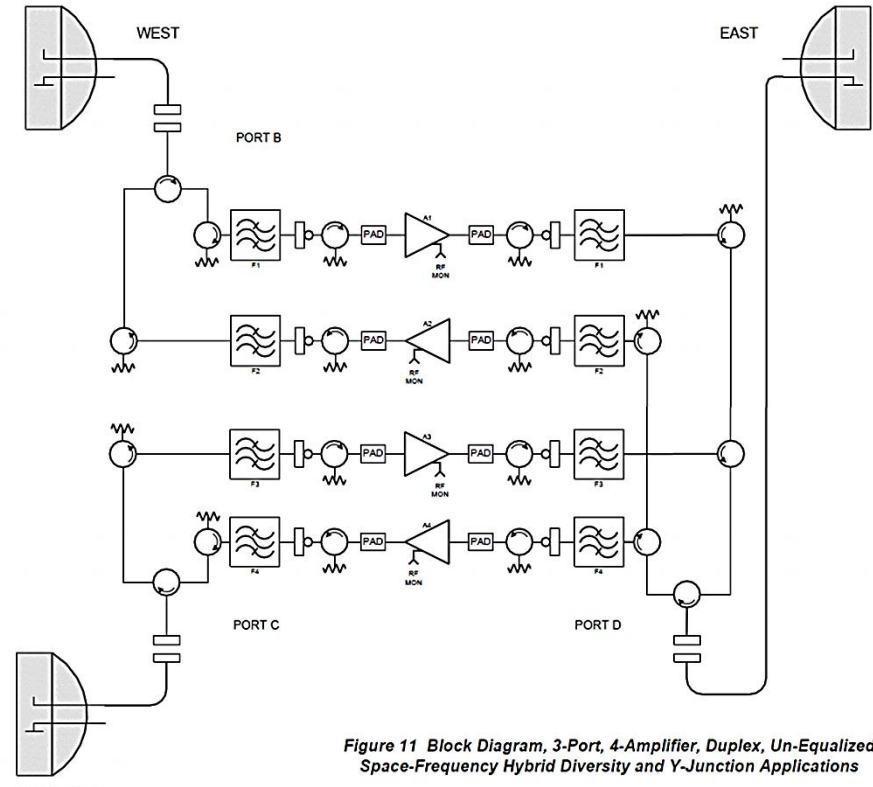 WEST
EAST
PORT B
A1
PAD
PAD
RF
MON
F1
F1
A2
PAD
PAD
RF
MON
F2
F2
A3
PAD
PAD
RF
MON
F3
F3
A4
PAD
PAD
RF
MON
F4
F4
PORT C
PORT D
Figure 11 Block Diagram, 3-Port, 4-Amplifier, Duplex, Un-Equalized
Space-Frequency Hybrid Diversity and Y-Junction Applications